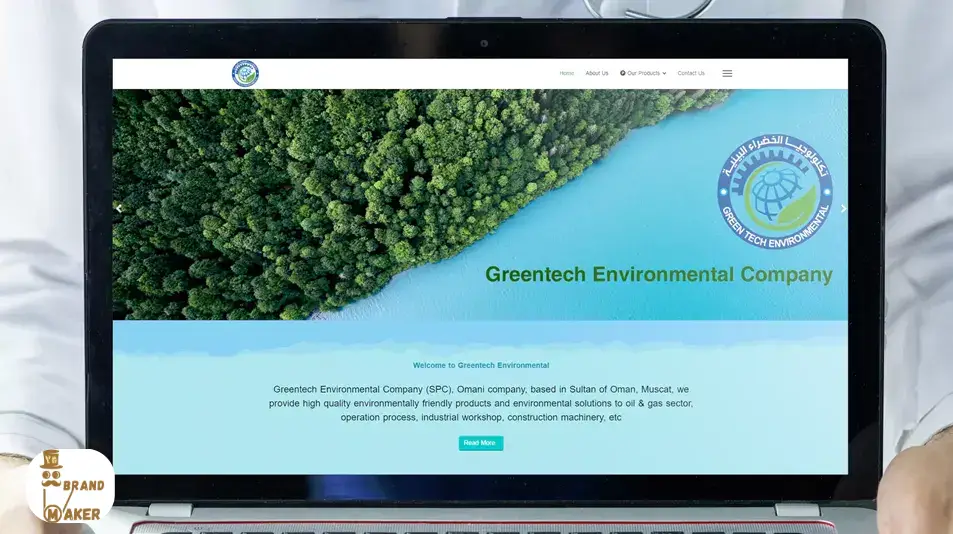 Home About Us Our Products Contact Us
تكنولوجيا الخضراء البيئية
GREEN TECH ENVIRONMENTAL
Greentech Environmental Company
Welcome to Greentech Environmental
Greentech Environmental Company (SPC), Omani company, based in Sultan of Oman, Muscat, we
provide high quality environmentally friendly products and environmental solutions to oil & gas sector,
operation process, industrial workshop, construction machinery, etc
Read More
YB
BRAND
MAKER